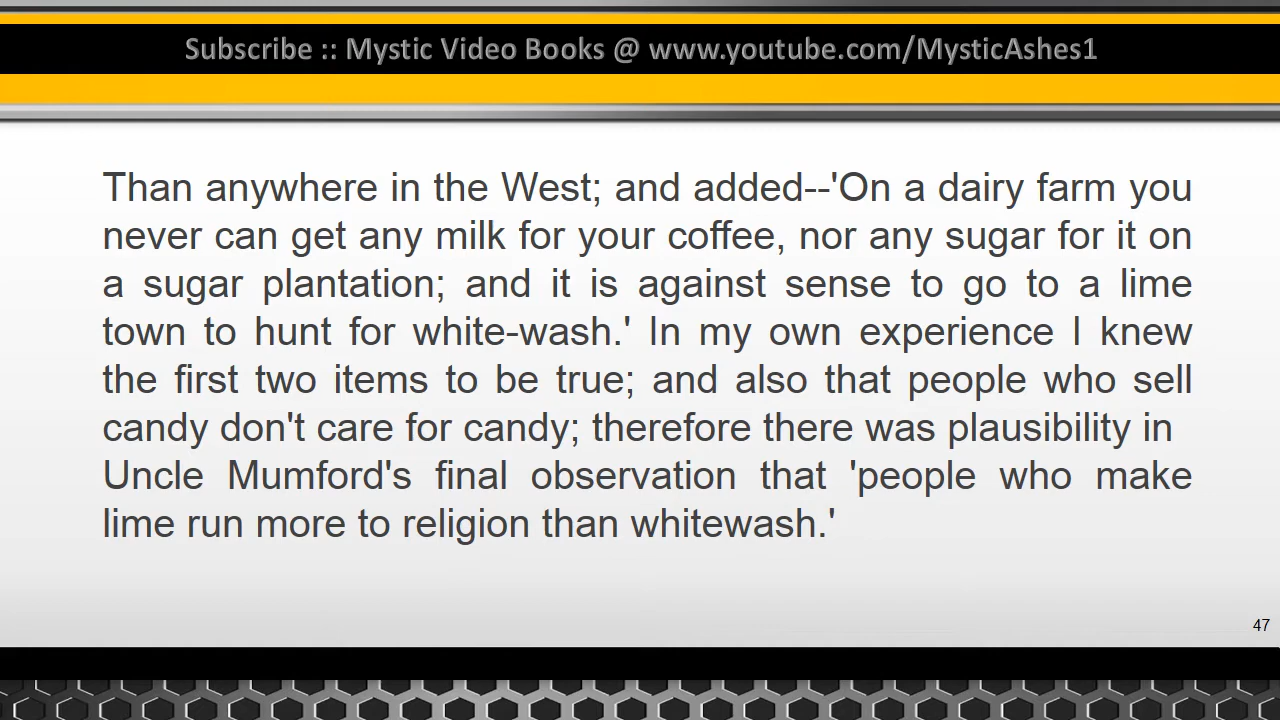 Subscribe :: Mystic Video Books @ www.youtube.com/MysticAshes1
Than anywhere in the West; and added--'On a dairy farm you
never can get any milk for your coffee, nor any sugar for it on
a sugar plantation; and it is against sense to go to a lime
town to hunt for white-wash.' In my own experience I knew
the first two items to be true; and also that people who sell
candy don't care for candy; therefore there was plausibility in
Uncle Mumford's final observation that 'people who make
lime run more to religion than whitewash.'
47